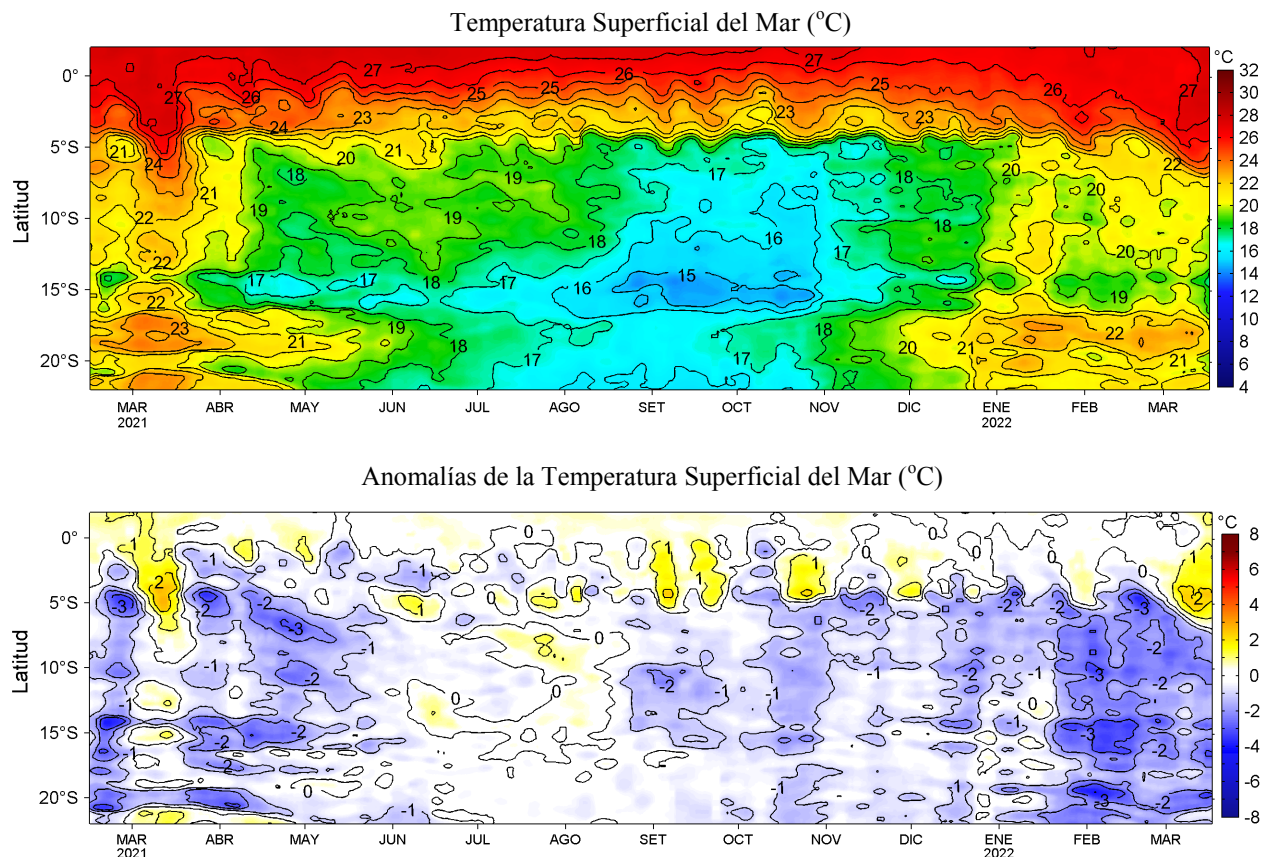 Temperatura Superficial del Mar (°C)
°C
32
30
28
26
24
22
20
18
16
14
12
10
8
6
4
Latitud
0°
5°S
10°S
15°S
20°S
27 27 27 27
26 26 26 26
25 25 25
24 23 23 23
24
21 20 21 22
18 19 17 18 20 20
21
22 19 19 18 16 18
22 17 20
17 17 18 17 16 15 19
22
23 21 19 18 18 20 21 22
17 17 21
MAR ABR MAY JUN JUL AGO SET OCT NOV DIC ENE FEB MAR
2021 2022
Anomalías de la Temperatura Superficial del Mar (°C)
°C
8
6
4
2
0
-2
-4
-6
-8
Latitud
0°
5°S
10°S
15°S
20°S
MAR ABR MAY JUN JUL AGO SET OCT NOV DIC ENE FEB MAR
2021 2022